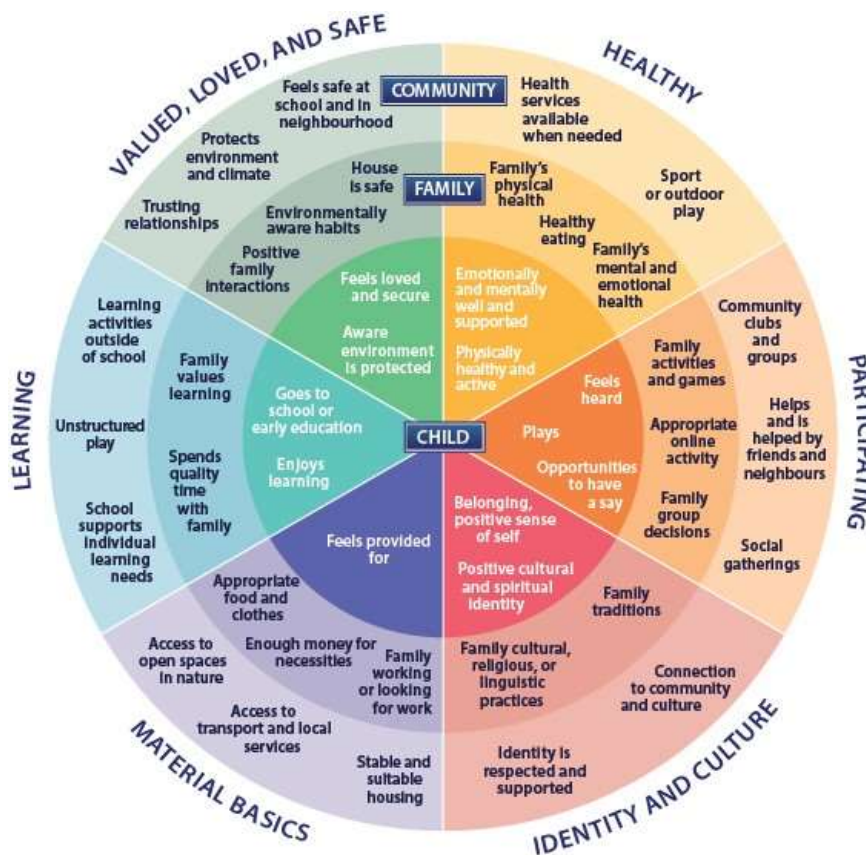 VALUED, LOVED, AND SAFE
HEALTHY
PARTICIPATING
IDENTITY AND CULTURE
MATERIAL BASICS
LEARNING
COMMUNITY
FAMILY
CHILD
Feels safe at
school and in
neighbourhood
Protects
environment
and climate
Trusting
relationships
House
is safe
Environmentally
aware habits
Positive
family
interactions
Feels loved
and secure
Aware
environment
is protected
Health
services
available
when needed
Sport
or outdoor
play
Family's
physical
health
Healthy
eating
Family's
mental and
emotional
health
Emotionally
and mentally
well and
supported
Physically
healthy and
active
Community
clubs
and
groups
Helps
and is
helped by
friends and
neighbours
Social
gatherings
Family
activities
and games
Appropriate
online
activity
Family
group
decisions
Feels
heard
Plays
Opportunities
to have
a say
Belonging,
positive sense
of self
Positive cultural
and spiritual
identity
Family
traditions
Family cultural,
religious, or
linguistic
practices
Connection
to community
and culture
Identity is
respected and
supported
Feels provided
for
Appropriate
food and
clothes
Enough money for
necessities
Family
working
or looking
for work
Access to
open spaces
in nature
Access to
transport and local
services
Stable and
suitable
housing
Learning
activities
outside
of school
Unstructured
play
School
supports
individual
learning
needs
Family
values
learning
Spends
quality
time
with
family
Goes to
school or
early education
Enjoys
learning